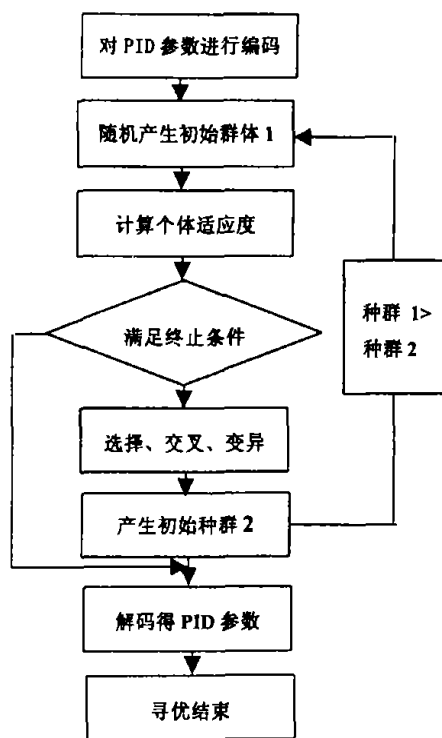 对 PID 参数进行编码
随机产生初始群体 1
计算个体适应度
满足终止条件
种群 1>
种群 2
选择、交叉、变异
产生初始种群 2
解码得 PID 参数
寻优结束